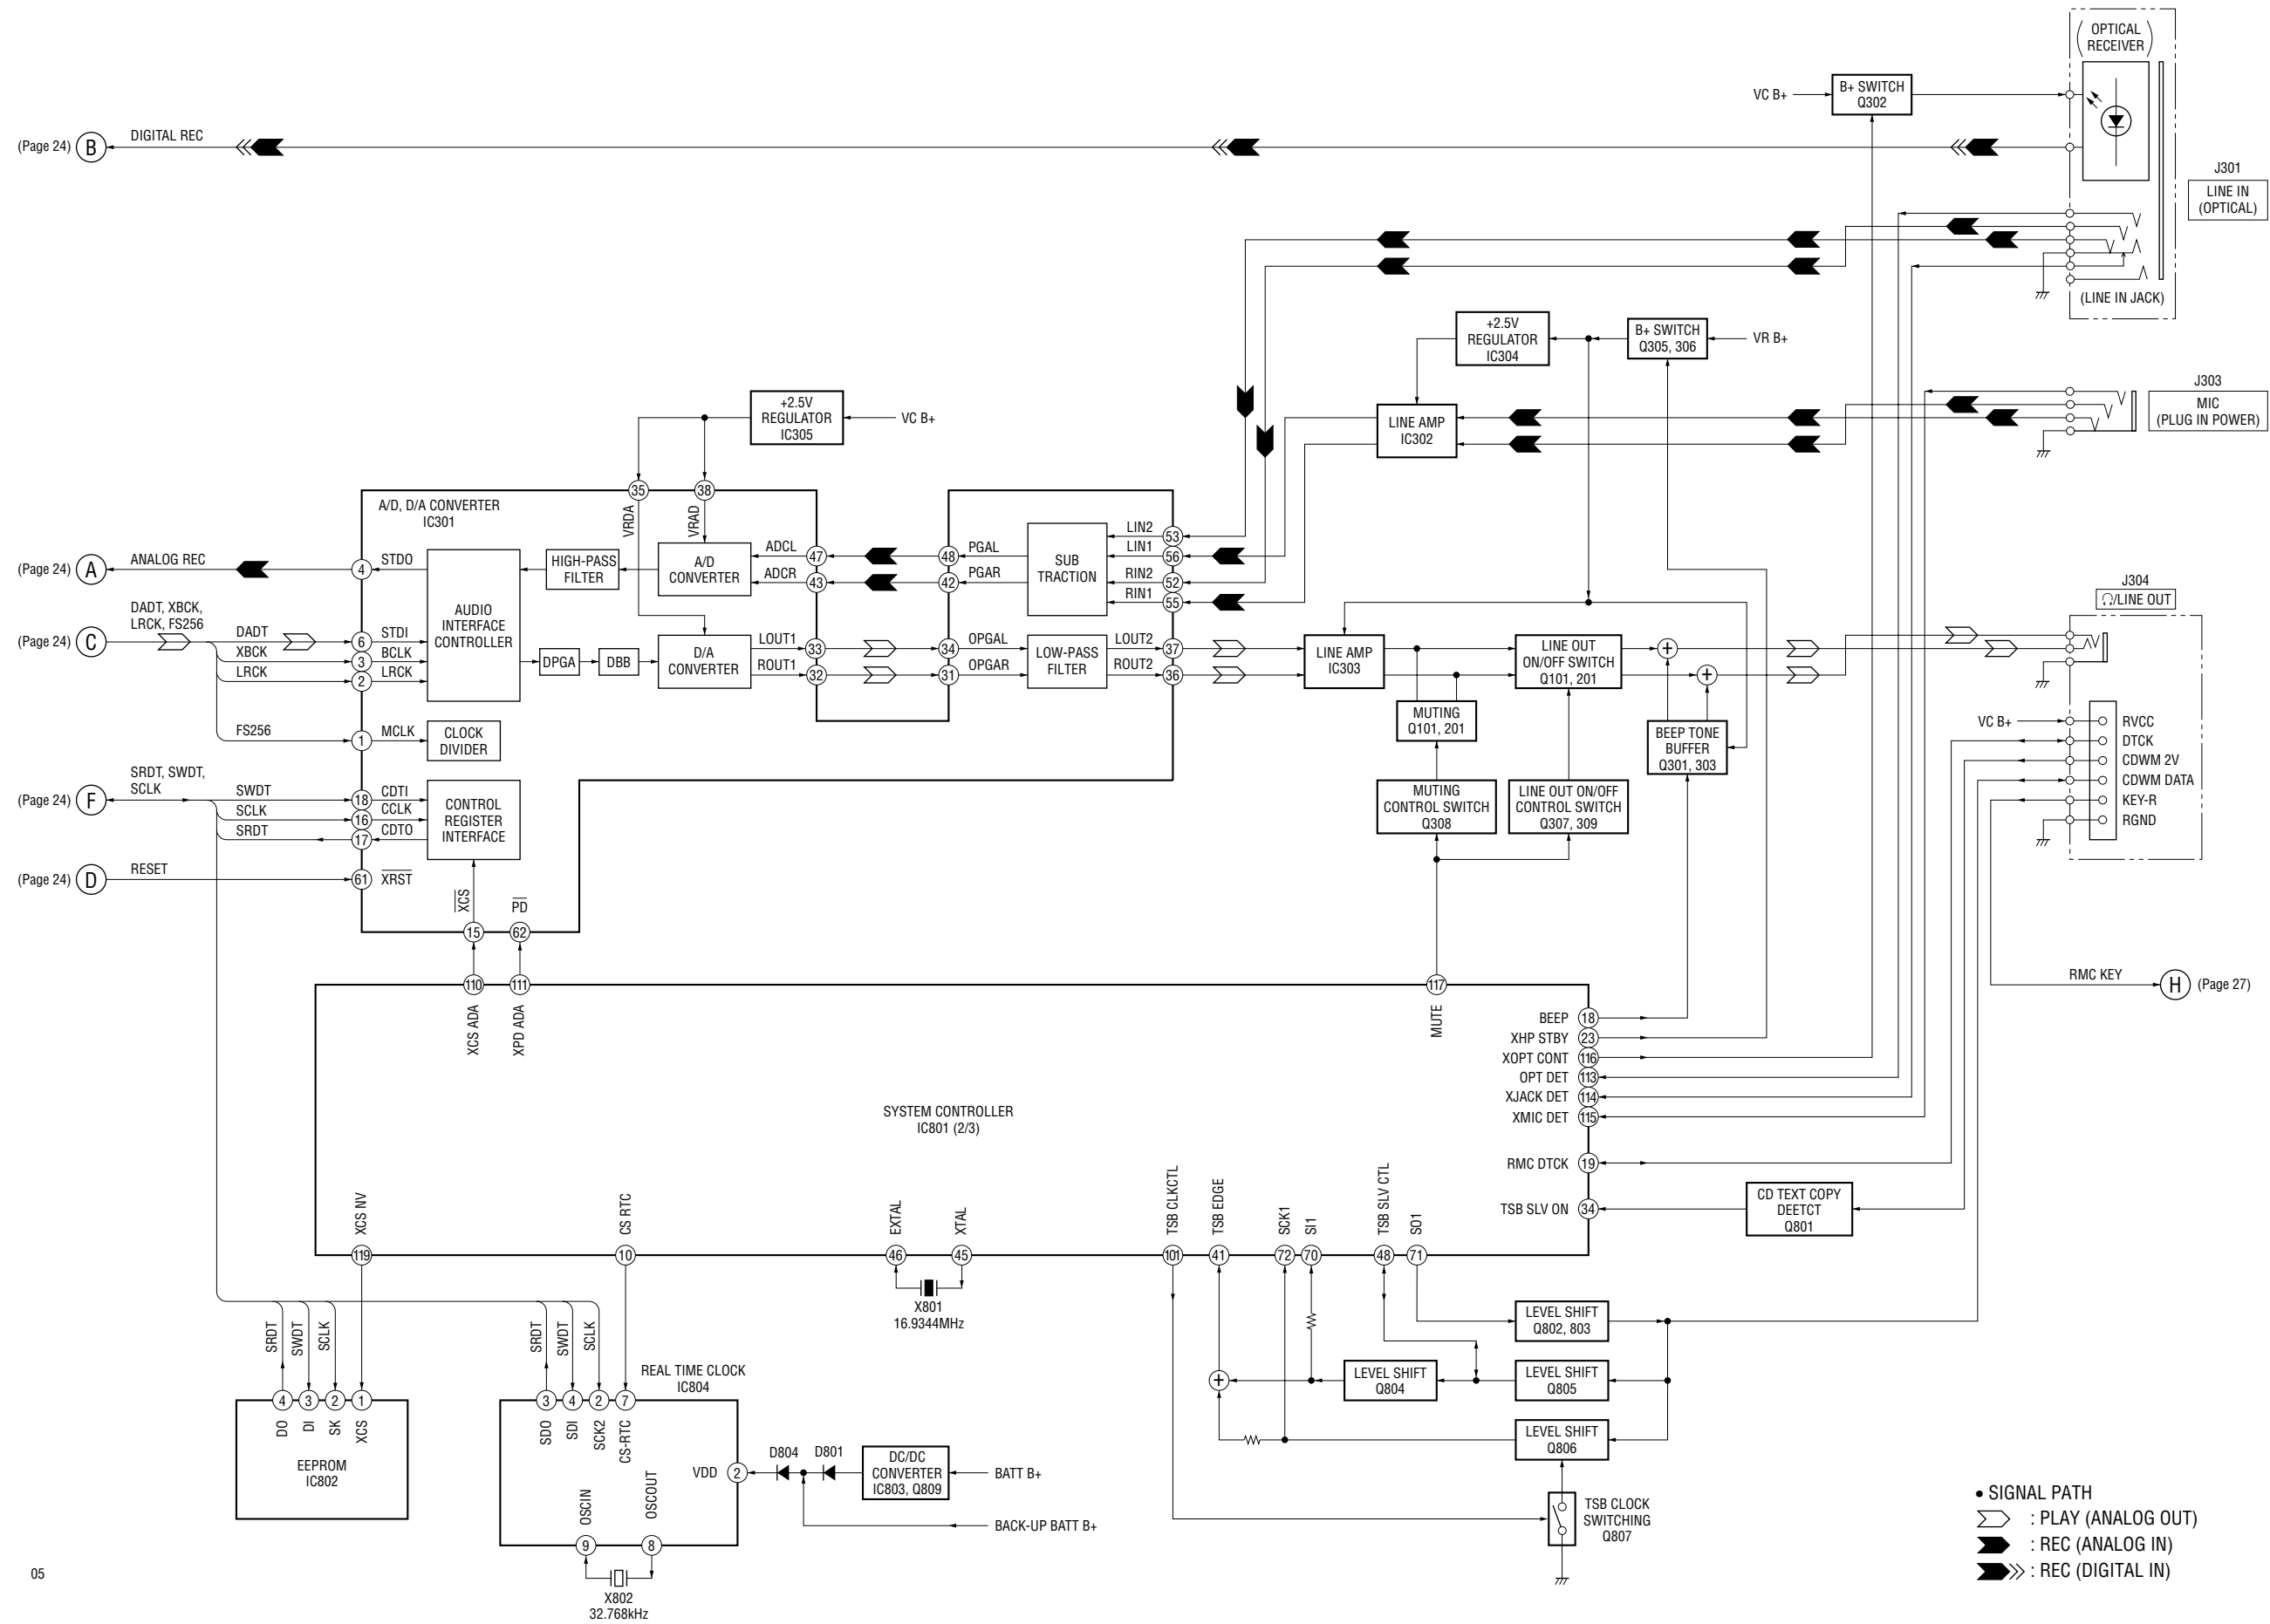 (OPTICAL
RECEIVER)
VC B+
B+ SWITCH
Q302
(Page 24) B
DIGITAL REC
J301
LINE IN
(OPTICAL)
(LINE IN JACK)
+2.5V
REGULATOR
IC304
B+ SWITCH
Q305, 306
VR B+
J303
MIC
(PLUG IN POWER)
+2.5V
REGULATOR
IC305
VC B+
LINE AMP
IC302
A/D, D/A CONVERTER
IC301
35
38
VRDA
VRAD
(Page 24) A
ANALOG REC
4
STDO
AUDIO
INTERFACE
CONTROLLER
HIGH-PASS
FILTER
A/D
CONVERTER
ADCL
47
ADCR
43
48
PGAL
42
PGAR
SUB
TRACTION
LIN2
53
LIN1
56
RIN2
52
RIN1
55
(Page 24) C
DADT, XBCK,
LRCK, FS256
DADT
6
STDI
XBCK
3
BCLK
LRCK
2
LRCK
DPGA
DBB
D/A
CONVERTER
LOUT1
33
ROUT1
32
34
OPGAL
31
OPGAR
LOW-PASS
FILTER
LOUT2
37
ROUT2
36
LINE AMP
IC303
LINE OUT
ON/OFF SWITCH
Q101, 201
+
+
J304
/LINE OUT
MUTING
Q101, 201
BEEP TONE
BUFFER
Q301, 303
FS256
1
MCLK
CLOCK
DIVIDER
VC B+
RVCC
DTCK
CDWM 2V
CDWM DATA
KEY-R
RGND
(Page 24) F
SRDT, SWDT,
SCLK
SWDT
18
CDTI
SCLK
16
CCLK
SRDT
17
CDTO
CONTROL
REGISTER
INTERFACE
MUTING
CONTROL SWITCH
Q308
LINE OUT ON/OFF
CONTROL SWITCH
Q307, 309
(Page 24) D
RESET
61
XRST
XCS
PD
15
62
110
111
117
XCS ADA
XPD ADA
MUTE
RMC KEY
H (Page 27)
BEEP
18
XHP STBY
23
XOPT CONT
116
OPT DET
113
XJACK DET
114
XMIC DET
115
SYSTEM CONTROLLER
IC801 (2/3)
RMC DTCK
19
TSB SLV ON
34
CD TEXT COPY
DEETCT
Q801
XCS NV
CS RTC
EXTAL
XTAL
TSB CLKCTL
TSB EDGE
SCK1
SI1
TSB SLV CTL
SO1
119
10
46
45
101
41
72
70
48
71
X801
16.9344MHz
LEVEL SHIFT
Q802, 803
SRDT
SWDT
SCLK
SRDT
SWDT
SCLK
REAL TIME CLOCK
IC804
+
LEVEL SHIFT
Q804
LEVEL SHIFT
Q805
4
3
2
1
DO
DI
SK
XCS
3
4
2
7
SDO
SDI
SCK2
CS-RTC
LEVEL SHIFT
Q806
EEPROM
IC802
VDD
2
D804
D801
DC/DC
CONVERTER
IC803, Q809
BATT B+
BACK-UP BATT B+
OSCIN
OSCOUT
9
8
X802
32.768kHz
TSB CLOCK
SWITCHING
Q807
• SIGNAL PATH
: PLAY (ANALOG OUT)
: REC (ANALOG IN)
: REC (DIGITAL IN)
05